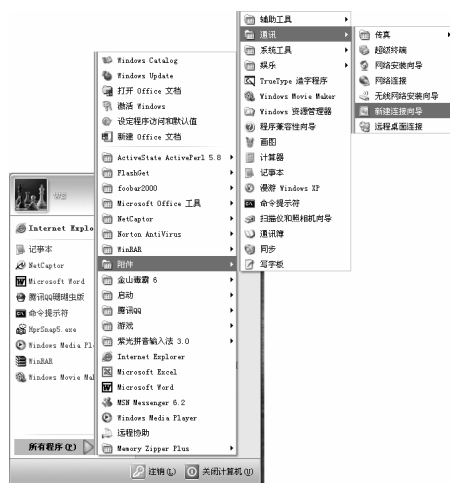 辅助工具
通讯
系统工具
娱乐
TrueType 造字程序
Windows Movie Maker
Windows 资源管理器
程序兼容性向导
画图
计算器
记事本
漫游 Windows XP
命令提示符
扫描仪和照相机向导
通讯簿
同步
写字板
传真
超级终端
网络安装向导
网络连接
无线网络安装向导
新建连接向导
远程桌面连接
Windows Catalog
Windows Update
打开 Office 文档
激活 Windows
设定程序访问和默认值
新建 Office 文档
ActiveState ActivePerl 5.8
FlashGet
foobar2000
Microsoft Office 工具
NetCaptor
Norton AntiVirus
WinRAR
附件
金山毒霸 6
启动
腾讯QQ
游戏
紫光拼音输入法 3.0
Internet Explorer
Microsoft Excel
Microsoft Word
MSN Messenger 6.2
Windows Media Player
远程协助
Memory Zipper Plus
WS
Internet Explo
记事本
NetCaptor
Microsoft Word
腾讯QQ珊瑚虫版
命令提示符
HprSnap5.exe
Windows Media Pl
WinRAR
Windows Movie Mal
所有程序(P)
注销(L)
关闭计算机(U)